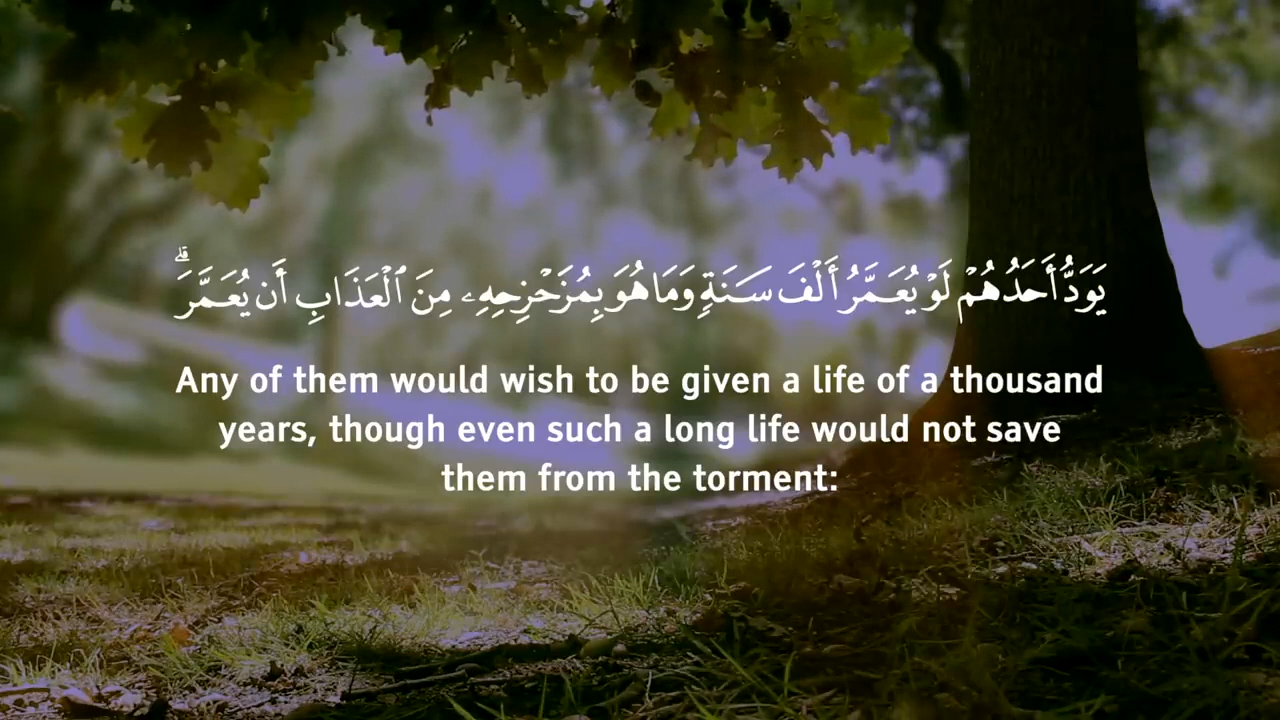 يَوَدُّ أَحَدُهُمْ لَوْ يُعَمَّرُ أَلْفَ سَنَةٍ وَمَا هُوَ بِمُزَحْزِحِهِۦ مِنَ ٱلْعَذَابِ أَن يُعَمَّرَۗ
Any of them would wish to be given a life of a thousand
years, though even such a long life would not save
them from the torment: